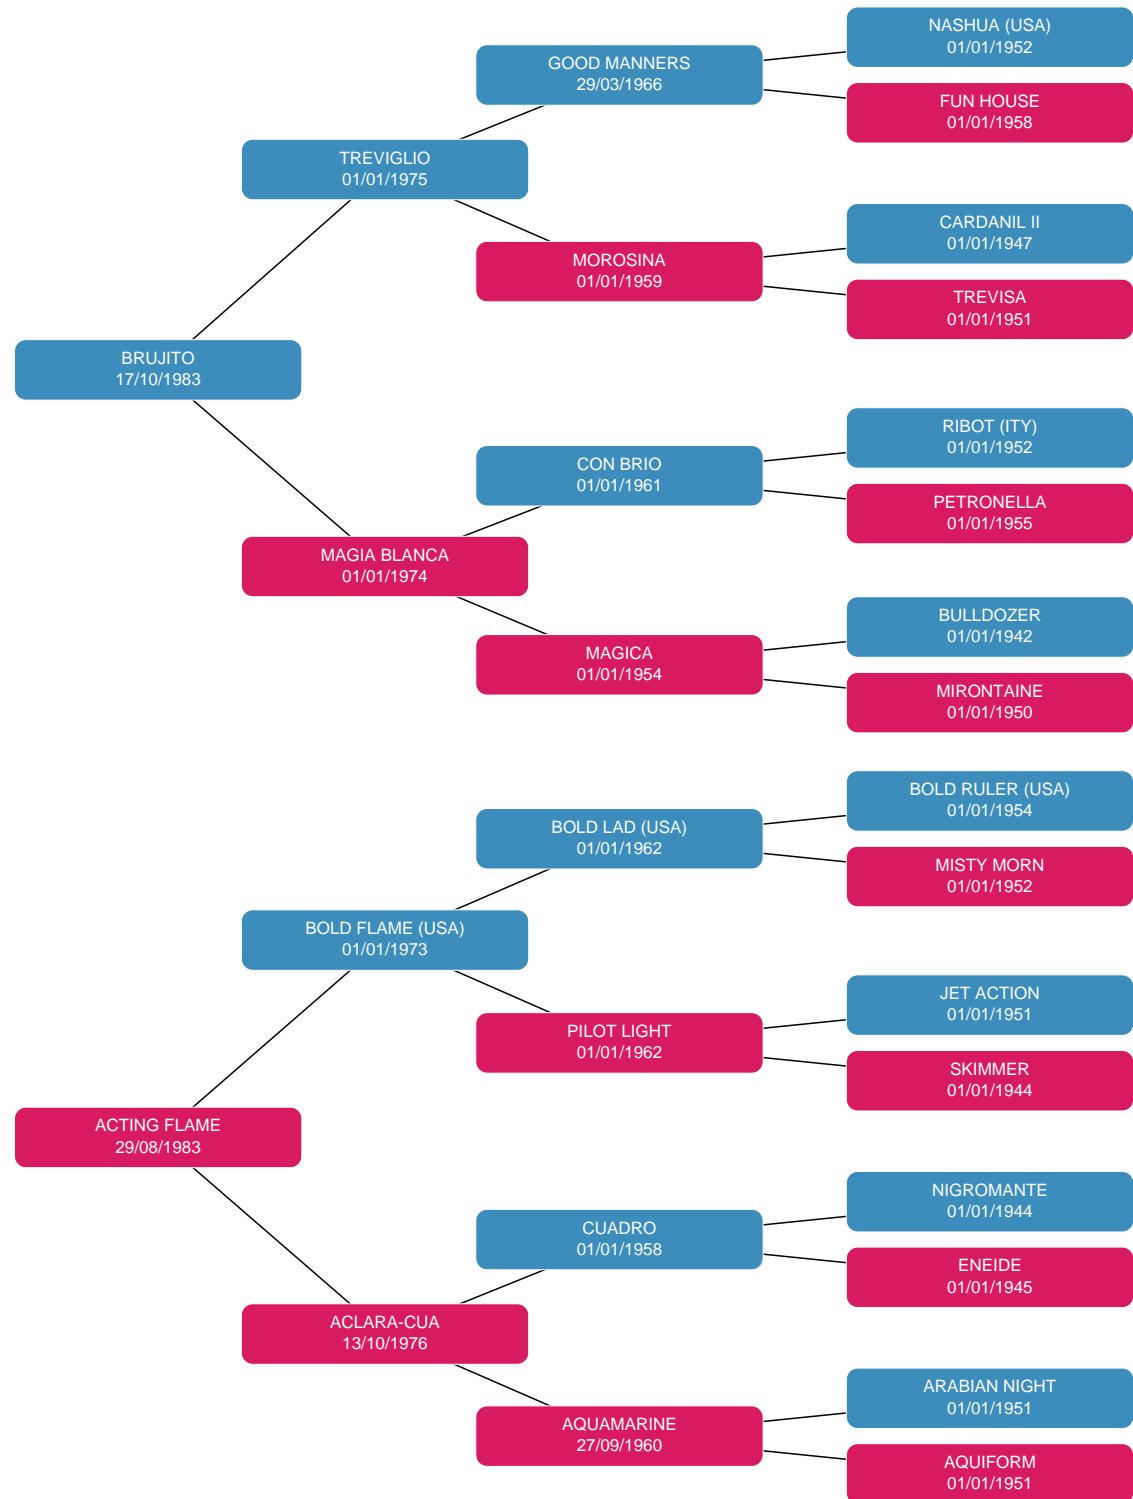 NASHUA (USA)
01/01/1952
GOOD MANNERS
29/03/1966
FUN HOUSE
01/01/1958
TREVIGLIO
01/01/1975
CARDANIL II
01/01/1947
MOROSINA
01/01/1959
TREVISA
01/01/1951
BRUJITO
17/10/1983
RIBOT (ITY)
01/01/1952
CON BRIO
01/01/1961
PETRONELLA
01/01/1955
MAGIA BLANCA
01/01/1974
BULLDOZER
01/01/1942
MAGICA
01/01/1954
MIRONTAINE
01/01/1950
BOLD RULER (USA)
01/01/1954
BOLD LAD (USA)
01/01/1962
MISTY MORN
01/01/1952
BOLD FLAME (USA)
01/01/1973
JET ACTION
01/01/1951
PILOT LIGHT
01/01/1962
SKIMMER
01/01/1944
ACTING FLAME
29/08/1983
NIGROMANTE
01/01/1944
CUADRO
01/01/1958
ENEIDE
01/01/1945
ACLARA-CUA
13/10/1976
ARABIAN NIGHT
01/01/1951
AQUAMARINE
27/09/1960
AQUIFORM
01/01/1951